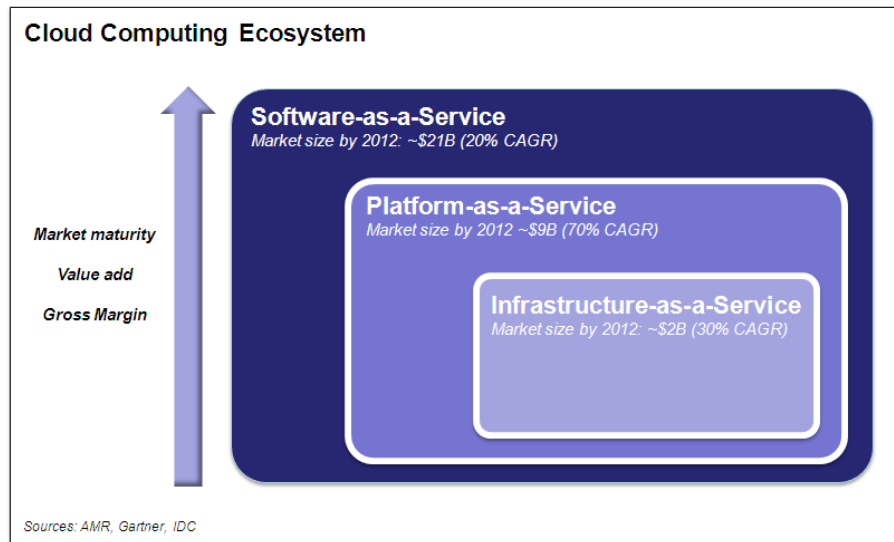 Cloud Computing Ecosystem
Software-as-a-Service
Market size by 2012: ~$21B (20% CAGR)
Platform-as-a-Service
Market size by 2012 ~$9B (70% CAGR)
Infrastructure-as-a-Service
Market size by 2012: ~$2B (30% CAGR)
Market maturity
Value add
Gross Margin
Sources: AMR, Gartner, IDC